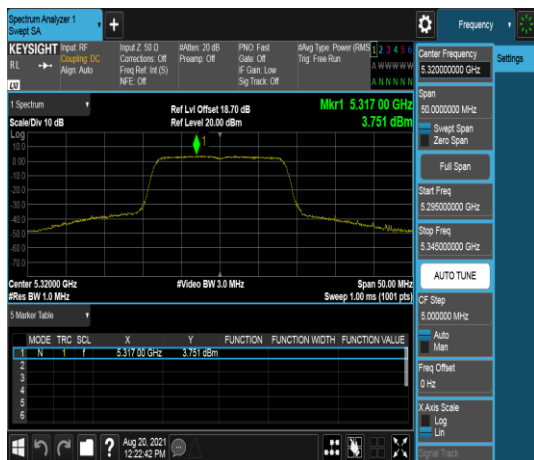 Spectrum Analyzer 1
Swept SA
+
Frequency
KEYSIGHT Input: RF Input Z: 50 Ω #Atten: 20 dB PNO: Fast #Avg Type: Power (RMS 1 2 3 4 5 6
RL Coupling: DC Corrections: Off Preamp: Off Gate: Off Trig: Free Run A W W W W W
Align: Auto Freq Ref: Int (S) IF Gain: Low
LXI NFE: Off Sig Track: Off A N N N N N
Center Frequency
5.320000000 GHz
Settings
Span
50.0000000 MHz
Swept Span
Zero Span
Full Span
Start Freq
5.295000000 GHz
Stop Freq
5.345000000 GHz
AUTO TUNE
CF Step
5.000000 MHz
Auto
Man
Freq Offset
0 Hz
X Axis Scale
Log
Lin
Signal Track
1 Spectrum
Scale/Div 10 dB
Ref Lvl Offset 18.70 dB
Ref Level 20.00 dBm
Mkr1 5.317 00 GHz
3.751 dBm
Log
1
10.0
0.00
-10.0
-20.0
-30.0
-40.0
-50.0
-60.0
-70.0
Center 5.32000 GHz #Video BW 3.0 MHz Span 50.00 MHz
#Res BW 1.0 MHz Sweep 1.00 ms (1001 pts)
5 Marker Table
MODE TRC SCL X Y FUNCTION FUNCTION WIDTH FUNCTION VALUE
1 N 1 f 5.317 00 GHz 3.751 dBm
2
3
4
5
6
? Aug 20, 2021
12:22:42 PM